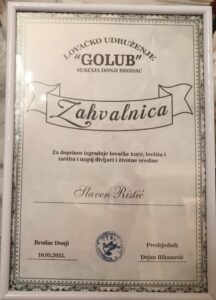 LOVAČKO UDRUŽENJE
"GOLUB"
SEKCIJA DONJI BRODAC
Zahvalnica
Za doprinos izgradnje lovačke kuće, lovišta i
zaštitu i uzgoj divljači i životne sredine
Slaven Ristić
Brodac Donji
Predsjednik
10.05.2025.
Dejan Rikanović